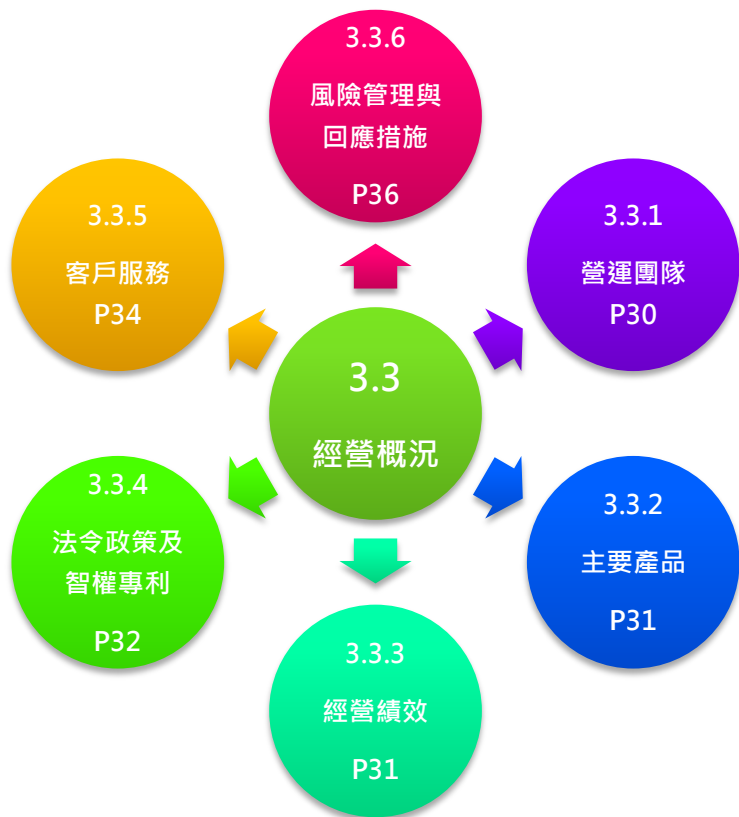 3.3.6
風險管理與
回應措施
P36
3.3.5
客戶服務
P34
3.3.1
營運團隊
P30
3.3
經營概況
3.3.4
法令政策及
智權專利
P32
3.3.2
主要產品
P31
3.3.3
經營績效
P31